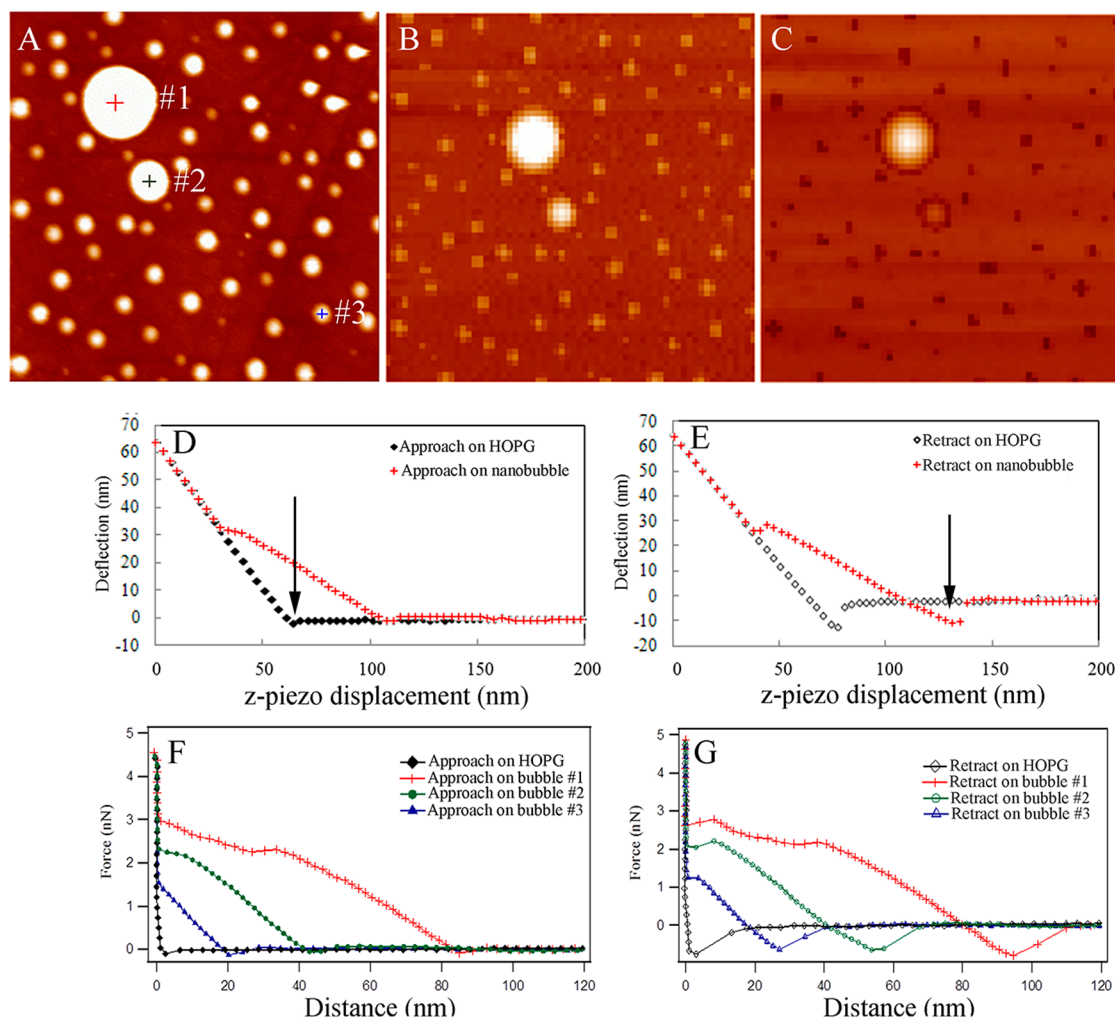 A
#1
#2
#3
B
C
D
Approach on HOPG
Approach on nanobubble
Deflection (nm)
70
60
50
40
30
20
10
0
-10
0
50
100
150
200
z-piezo displacement (nm)
E
Retract on HOPG
Retract on nanobubble
Deflection (nm)
70
60
50
40
30
20
10
0
-10
-20
0
50
100
150
200
z-piezo displacement (nm)
F
Approach on HOPG
Approach on bubble #1
Approach on bubble #2
Approach on bubble #3
Force (nN)
5
4
3
2
1
0
0
20
40
60
80
100
120
Distance (nm)
G
Retract on HOPG
Retract on bubble #1
Retract on bubble #2
Retract on bubble #3
Force (nN)
5
4
3
2
1
0
0
20
40
60
80
100
120
Distance (nm)